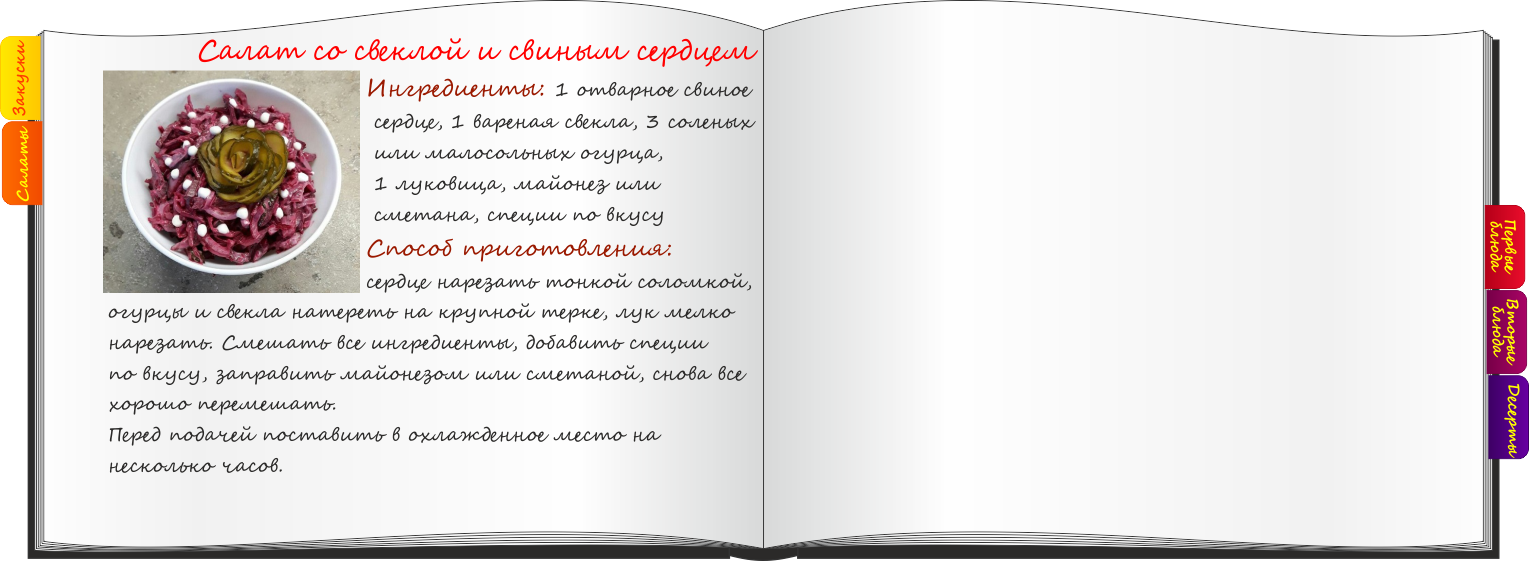 Салат со свеклой и свиным сердцем
Ингредиенты: 1 отварное свиное
сердце, 1 вареная свекла, 3 соленых
или малосольных огурца,
1 луковица, майонез или
сметана, специи по вкусу
Способ приготовления:
сердце нарезать тонкой соломкой,
огурцы и свекла натереть на крупной терке, лук мелко
нарезать. Смешать все ингредиенты, добавить специи
по вкусу, заправить майонезом или сметаной, снова все
хорошо перемешать.
Перед подачей поставить в охлажденное место на
несколько часов.
Закуски
Салаты
Первые
блюда
Вторые
блюда
Десерты